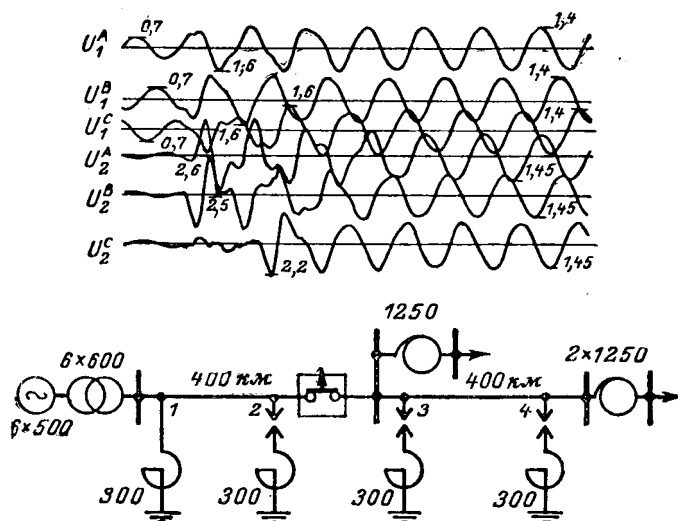 U₁ᴬ 0,7 1,6 1,4
U₁ᴮ 0,7 1,6 1,4
U₁ᶜ 0,7 1,6 1,4
U₂ᴬ 2,6 1,45
U₂ᴮ 2,5 1,45
U₂ᶜ 2,2 1,45
1250
6×600 2×1250
400 км 400 км
1 2 3 4
6×500
900 300 300 300